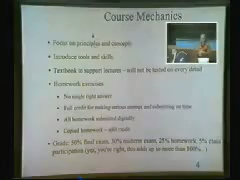 Course Mechanics
• Focus on principles and concepts
• Introduce tools and skills
• Textbook to support lectures – will not be tested on every detail
• Homework exercises
• No single right answer
• Full credit for making serious attempt and submitting on time
• All homework submitted digitally
• Copied homework – split credit
• Grade: 50% final exam, 30% midterm exam, 25% homework, 5% class participation (yes, you're right, this adds up to more than 100%...)
4